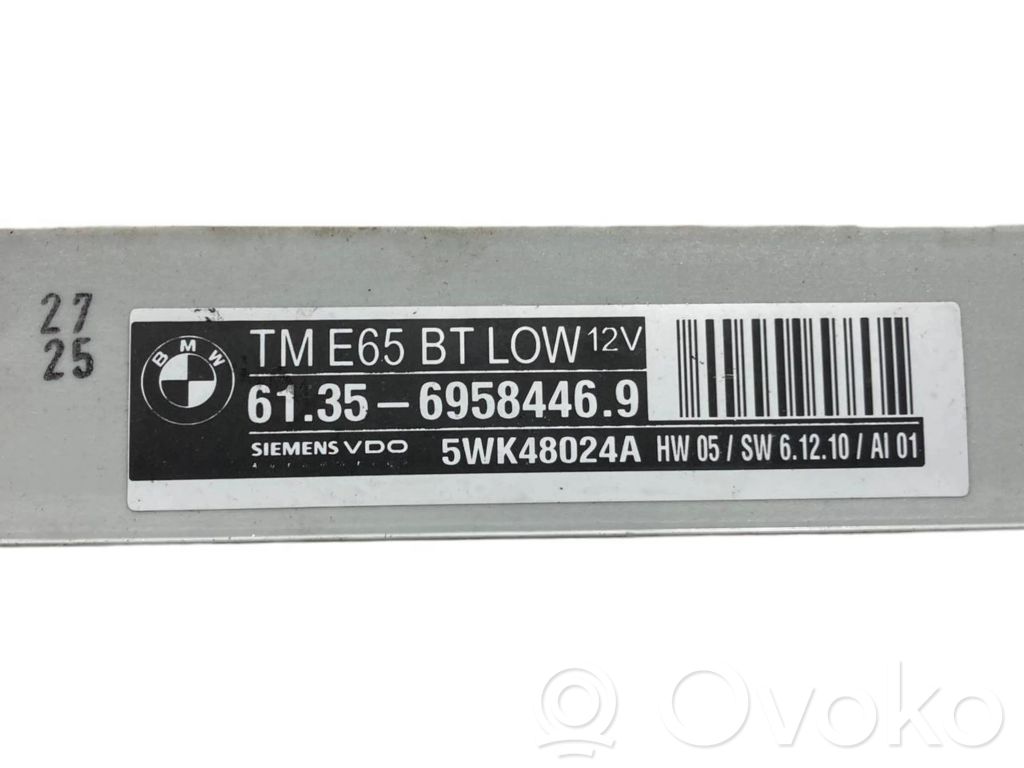 27
25
BMW
TM E65 BT LOW 12V
61.35 – 6958446.9
SIEMENS VDO
Automotive
5WK48024A
HW 05 / SW 6.12.10 / AI 01
Ovoko